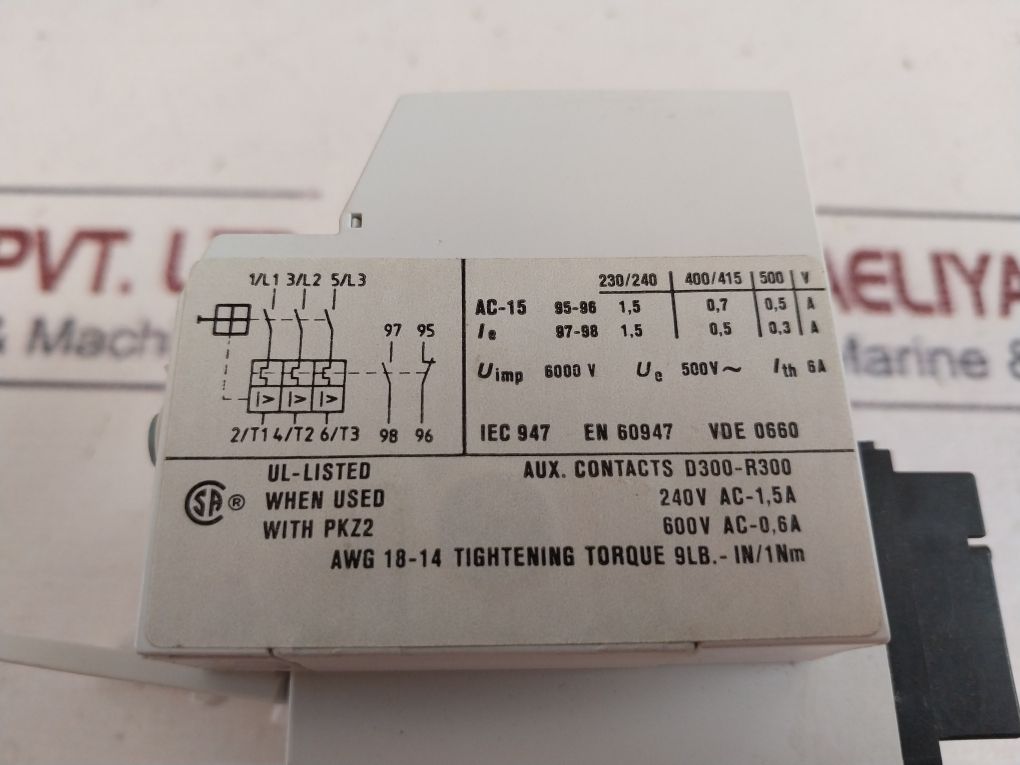 PVT. LT
& Mach
AELIYA
Marine &
1/L1 3/L2 5/L3
97 95
I> I> I>
2/T1 4/T2 6/T3 98 96
230/240 400/415 500 V
AC-15 95-96 1,5 0,7 0,5 A
Ie 97-98 1,5 0,5 0,3 A
Uimp 6000 V Ue 500V~ Ith 6A
IEC 947 EN 60947 VDE 0660
UL-LISTED
SA ® WHEN USED
WITH PKZ2
AUX. CONTACTS D300-R300
240V AC-1,5A
600V AC-0,6A
AWG 18-14 TIGHTENING TORQUE 9LB.-IN/1Nm